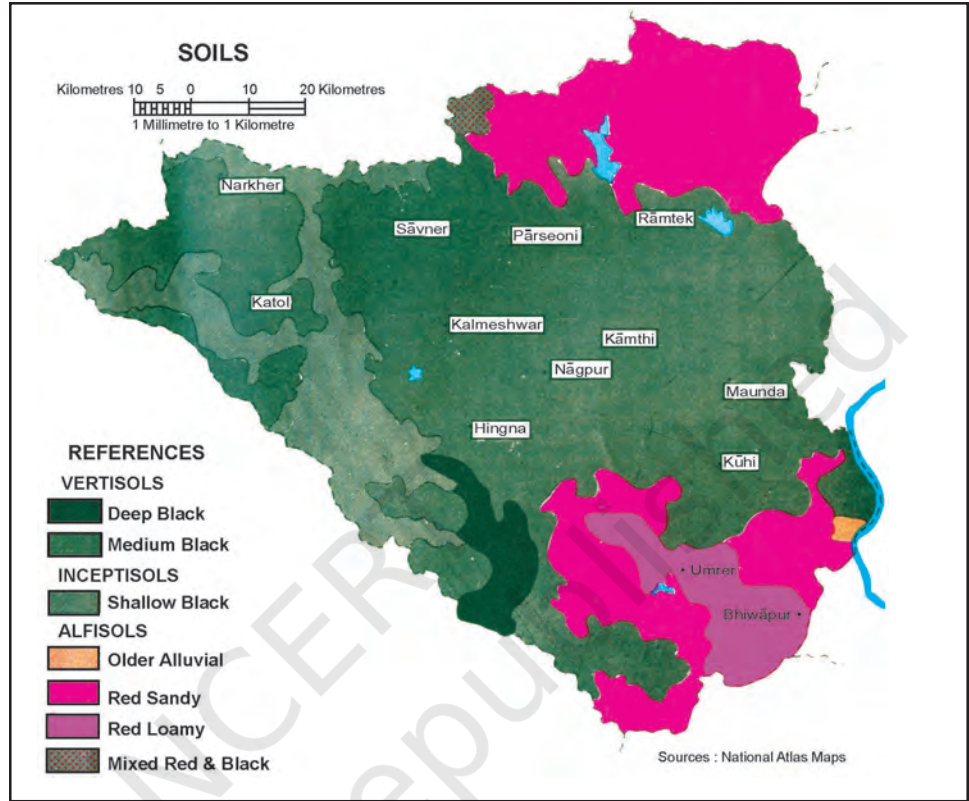 SOILS
Kilometres 10 5 0 10 20 Kilometres
1 Millimetre to 1 Kilometre
Narkher
Sāvner
Pārseoni
Rāmtek
Katol
Kalmeshwar
Kāmthi
Nāgpur
Maunda
Hingna
Kūhi
Umrer
Bhiwāpur
REFERENCES
VERTISOLS
Deep Black
Medium Black
INCEPTISOLS
Shallow Black
ALFISOLS
Older Alluvial
Red Sandy
Red Loamy
Mixed Red & Black
Sources : National Atlas Maps
NCER
republished